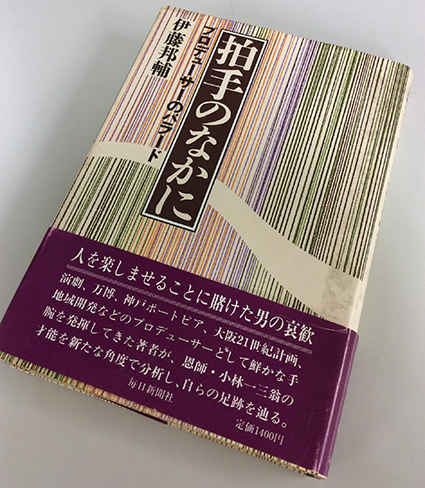 拍手のなかに
プロデューサーのバラード
伊藤邦輔
人を楽しませることに賭けた男の哀歓
演劇、万博、神戸ポートピア、大阪21世紀計画、
地域開発などのプロデューサーとして鮮かな手
腕を発揮してきた著者が、恩師・小林一三翁の
才能を新たな角度で分析し、自らの足跡を辿る。
毎日新聞社
定価1400円